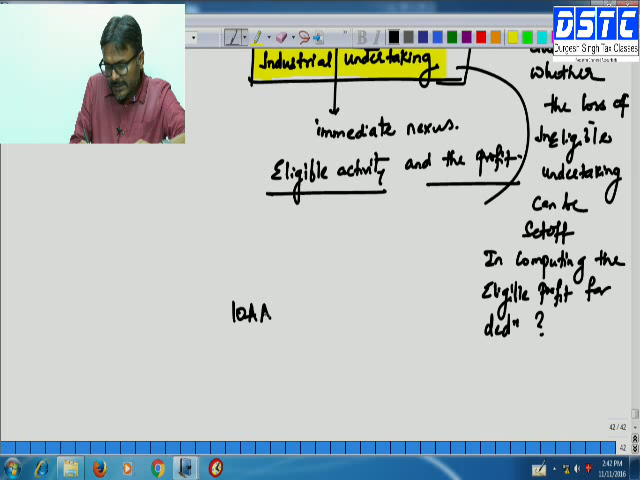 DSTC
Durgesh Singh Tax Classes
Industrial undertaking
immediate nexus.
Eligible activity and the profit.
whether
the loss of
InEligible
undertaking
can be
Setoff
In computing the
Eligible profit for
dedⁿ ?
10AA
42 / 42
42
2:42 PM
11/11/2016